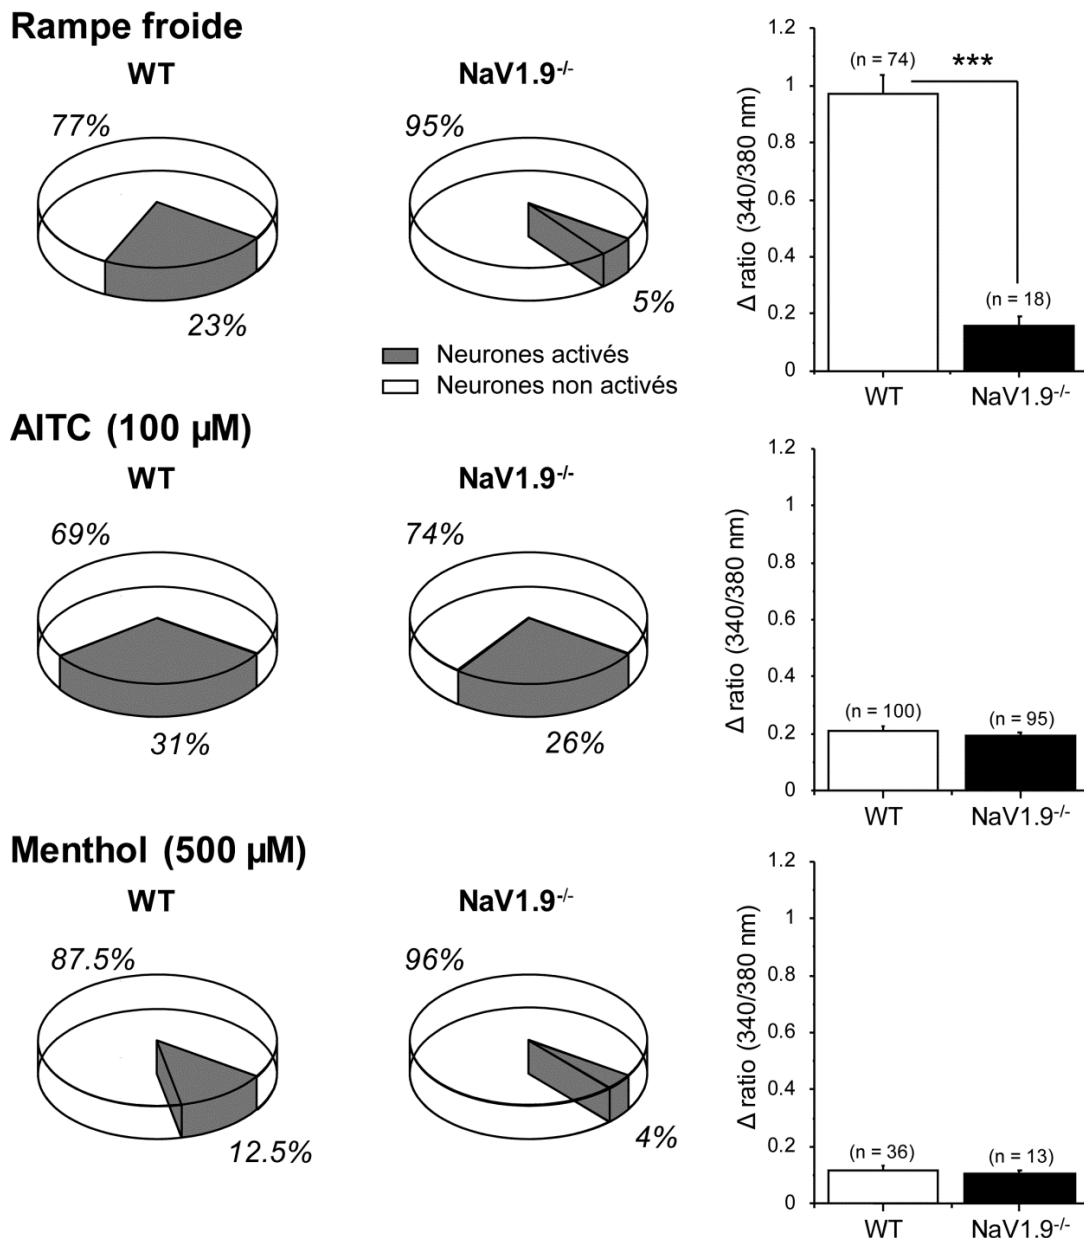 Rampe froide
WT
NaV1.9-/-
77%
95%
23%
5%
Neurones activés
Neurones non activés
1.2
1
0.8
0.6
0.4
0.2
0
Δ ratio (340/380 nm)
(n = 74)
***
(n = 18)
WT
NaV1.9-/-
AITC (100 µM)
WT
NaV1.9-/-
69%
74%
31%
26%
1.2
1
0.8
0.6
0.4
0.2
0
Δ ratio (340/380 nm)
(n = 100)
(n = 95)
WT
NaV1.9-/-
Menthol (500 µM)
WT
NaV1.9-/-
87.5%
96%
12.5%
4%
1.2
1
0.8
0.6
0.4
0.2
0
Δ ratio (340/380 nm)
(n = 36)
(n = 13)
WT
NaV1.9-/-